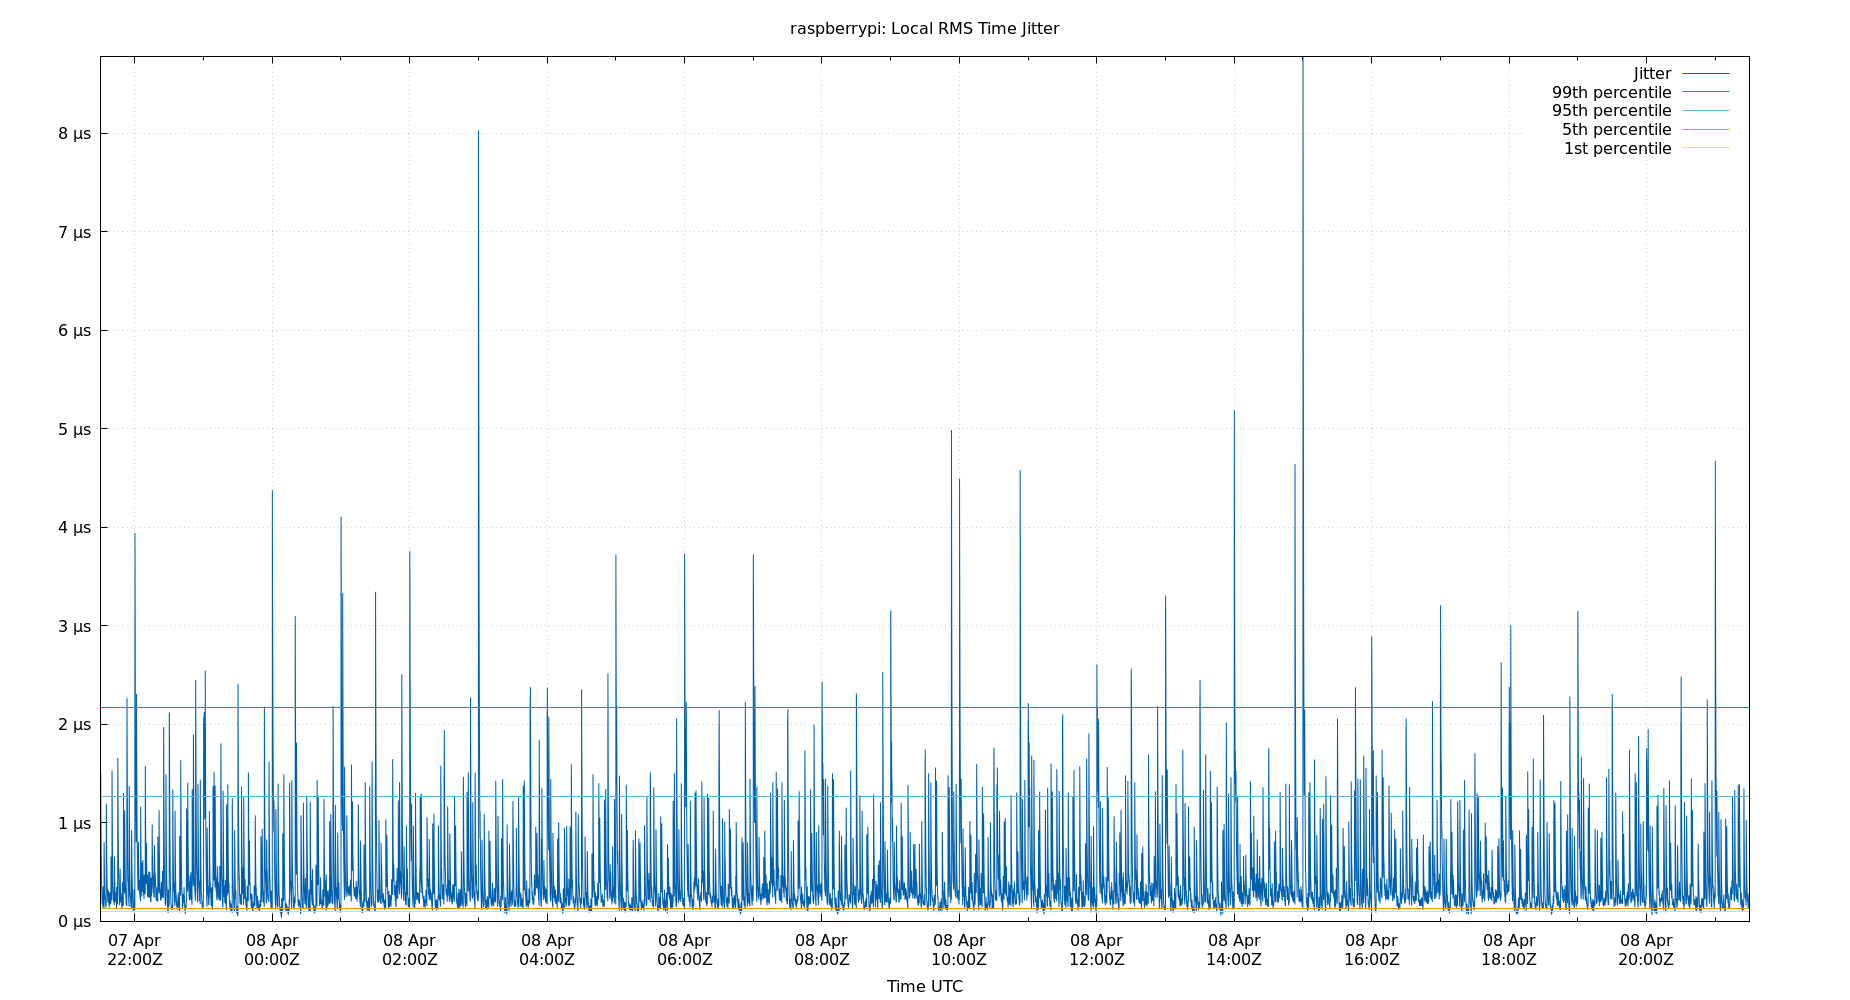 raspberrypi: Local RMS Time Jitter
Jitter
99th percentile
95th percentile
5th percentile
1st percentile
8 µs
7 µs
6 µs
5 µs
4 µs
3 µs
2 µs
1 µs
0 µs
07 Apr 08 Apr 08 Apr 08 Apr 08 Apr 08 Apr 08 Apr 08 Apr 08 Apr 08 Apr 08 Apr 08 Apr
22:00Z 00:00Z 02:00Z 04:00Z 06:00Z 08:00Z 10:00Z 12:00Z 14:00Z 16:00Z 18:00Z 20:00Z
Time UTC